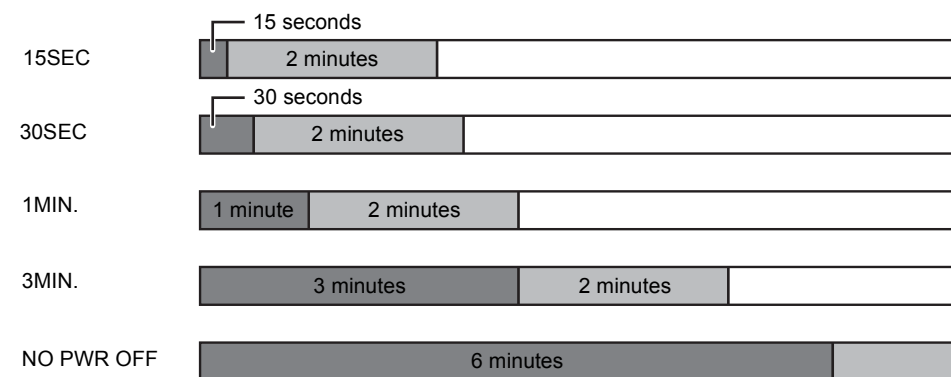 15 seconds
15SEC
2 minutes
30 seconds
30SEC
2 minutes
1MIN.
1 minute
2 minutes
3MIN.
3 minutes
2 minutes
NO PWR OFF
6 minutes